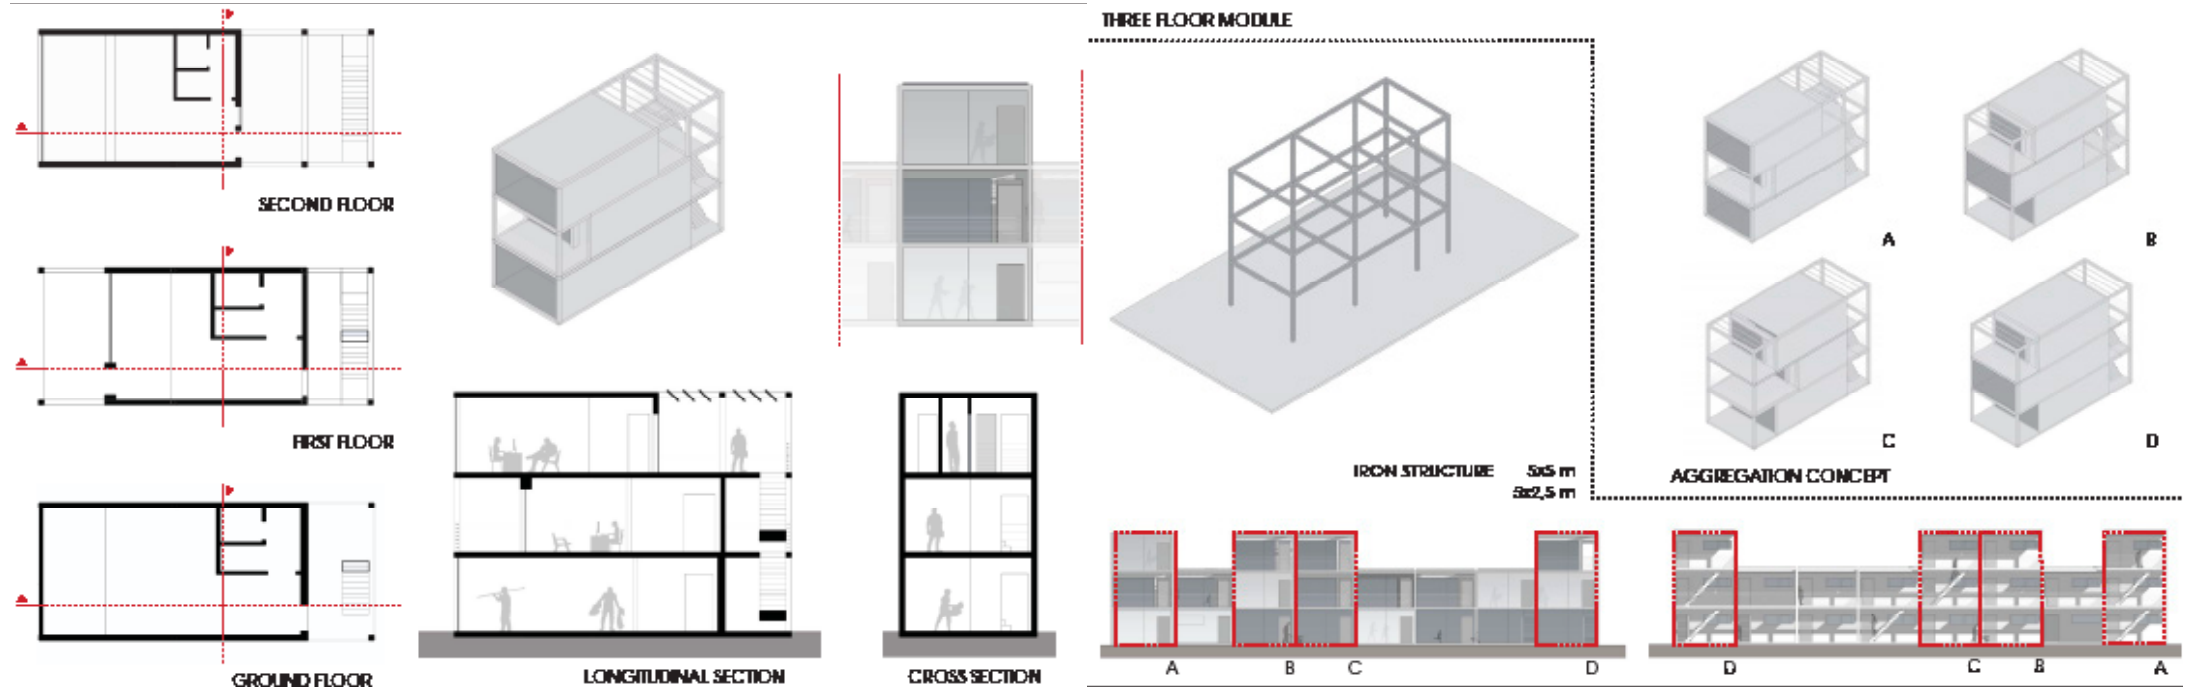 THREE FLOOR MODULE
SECOND FLOOR
FIRST FLOOR
GROUND FLOOR
LONGITUDINAL SECTION
CROSS SECTION
IRON STRUCTURE 5x5 m
5x2,5 m
A
B
C
D
AGGREGATION CONCEPT
A B C D
D C B A